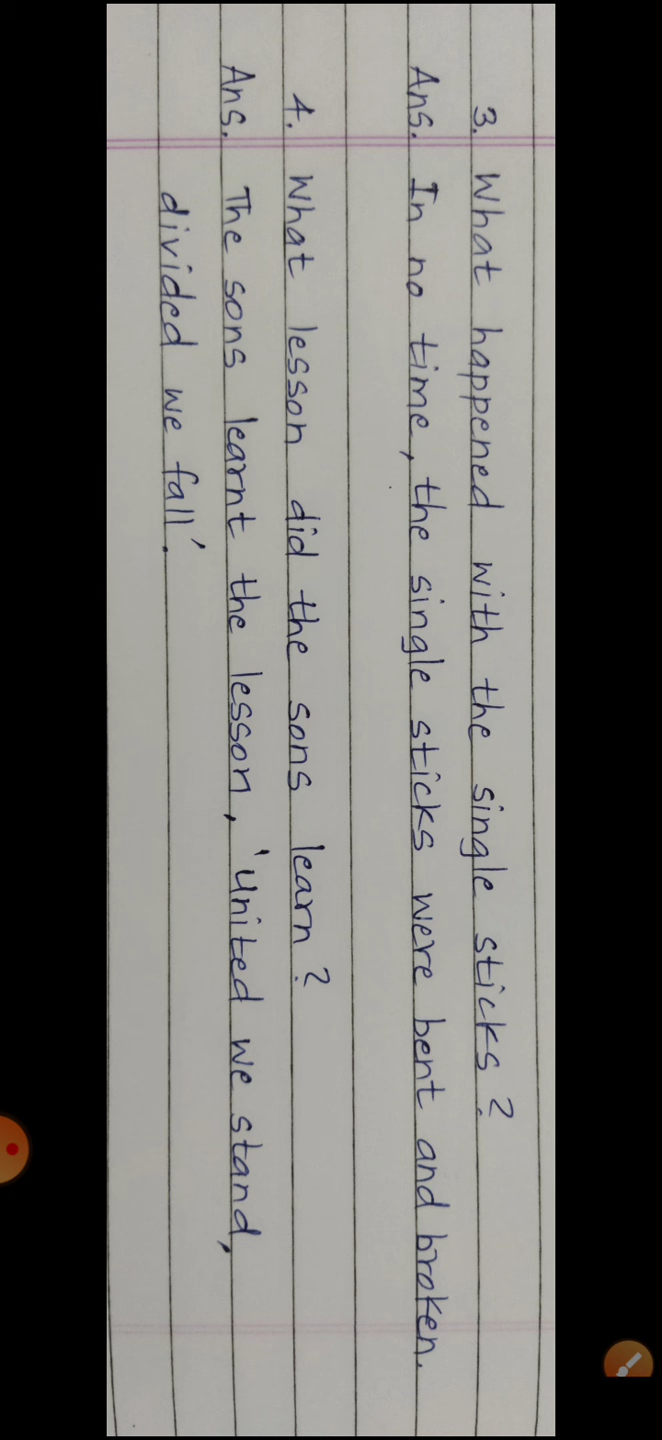 3. What happened with the single sticks?
Ans. In no time, the single sticks were bent and broken.
4. What lesson did the sons learn?
Ans. The sons learnt the lesson, 'united we stand,
divided we fall'.